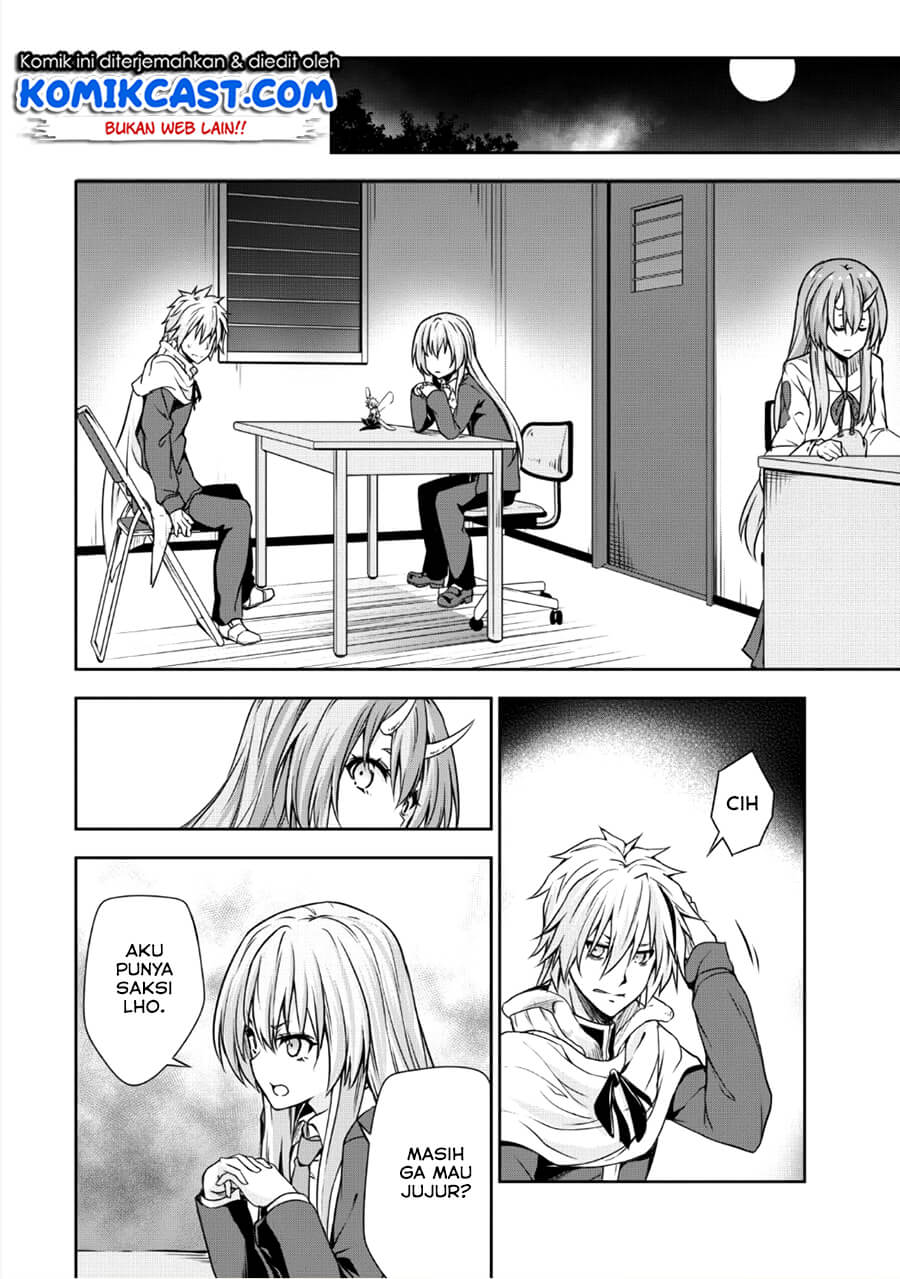 Komik ini diterjemahkan & diedit oleh
KOMIKCAST.COM
BUKAN WEB LAIN!!
CIH
MASIH
GA MAU
JUJUR?
AKU
PUNYA
SAKSI
LHO.